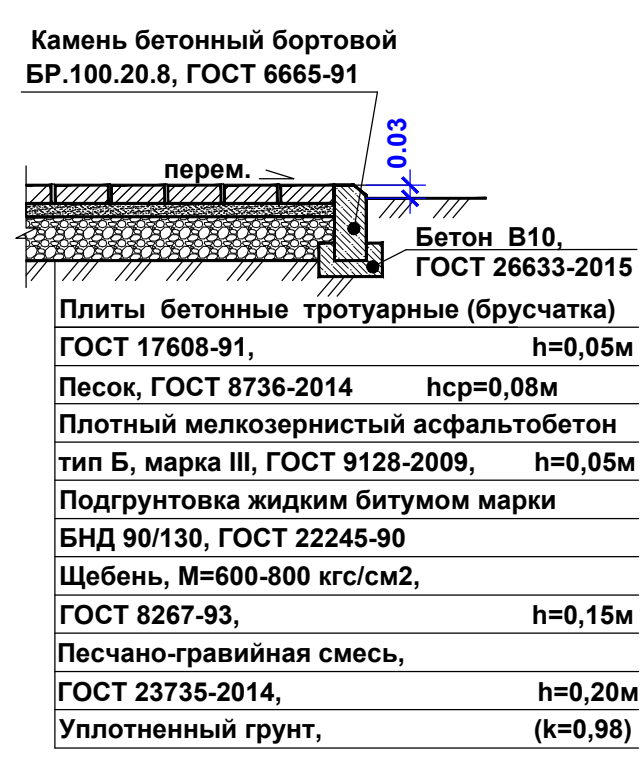 Камень бетонный бортовой
БР.100.20.8, ГОСТ 6665-91
0.03
перем.
Бетон В10,
ГОСТ 26633-2015
Плиты бетонные тротуарные (брусчатка)
ГОСТ 17608-91, h=0,05м
Песок, ГОСТ 8736-2014 hср=0,08м
Плотный мелкозернистый асфальтобетон
тип Б, марка III, ГОСТ 9128-2009, h=0,05м
Подгрунтовка жидким битумом марки
БНД 90/130, ГОСТ 22245-90
Щебень, М=600-800 кгс/см2,
ГОСТ 8267-93, h=0,15м
Песчано-гравийная смесь,
ГОСТ 23735-2014, h=0,20м
Уплотненный грунт, (k=0,98)